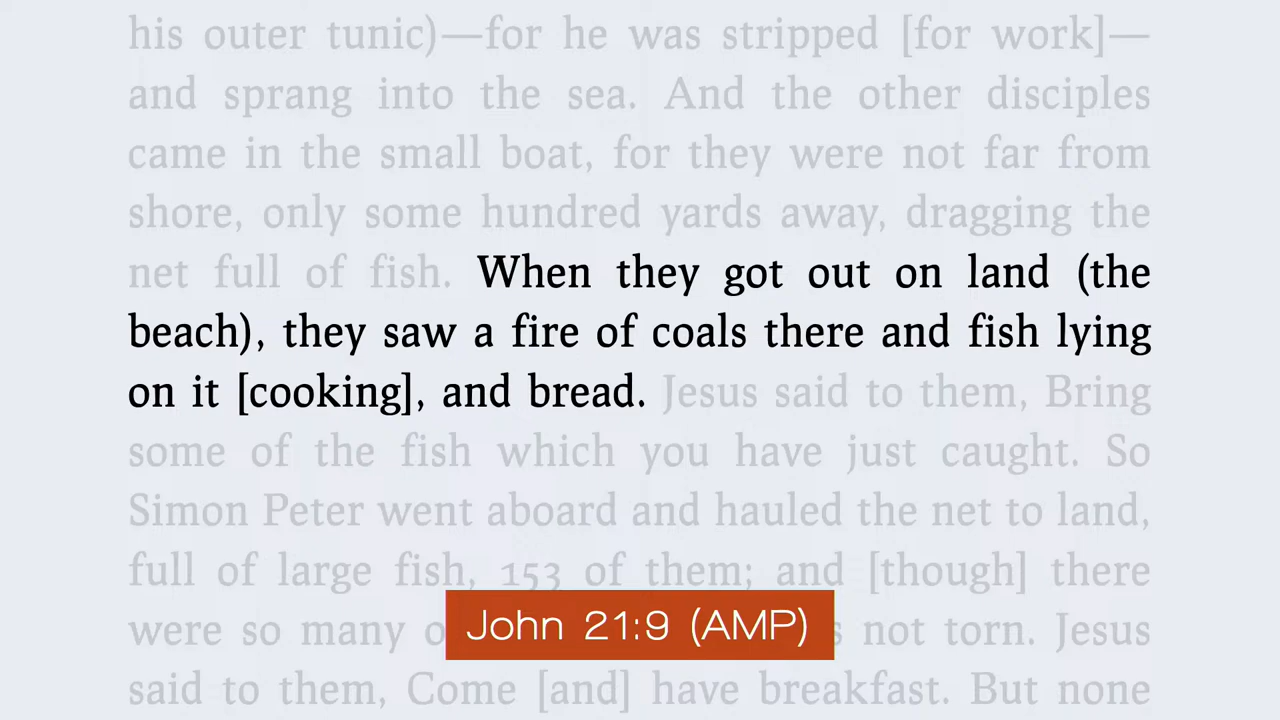 his outer tunic)—for he was stripped [for work]—
and sprang into the sea. And the other disciples
came in the small boat, for they were not far from
shore, only some hundred yards away, dragging the
net full of fish. When they got out on land (the
beach), they saw a fire of coals there and fish lying
on it [cooking], and bread. Jesus said to them, Bring
some of the fish which you have just caught. So
Simon Peter went aboard and hauled the net to land,
full of large fish, 153 of them; and [though] there
were so many not torn. Jesus
John 21:9 (AMP)
said to them, Come [and] have breakfast. But none